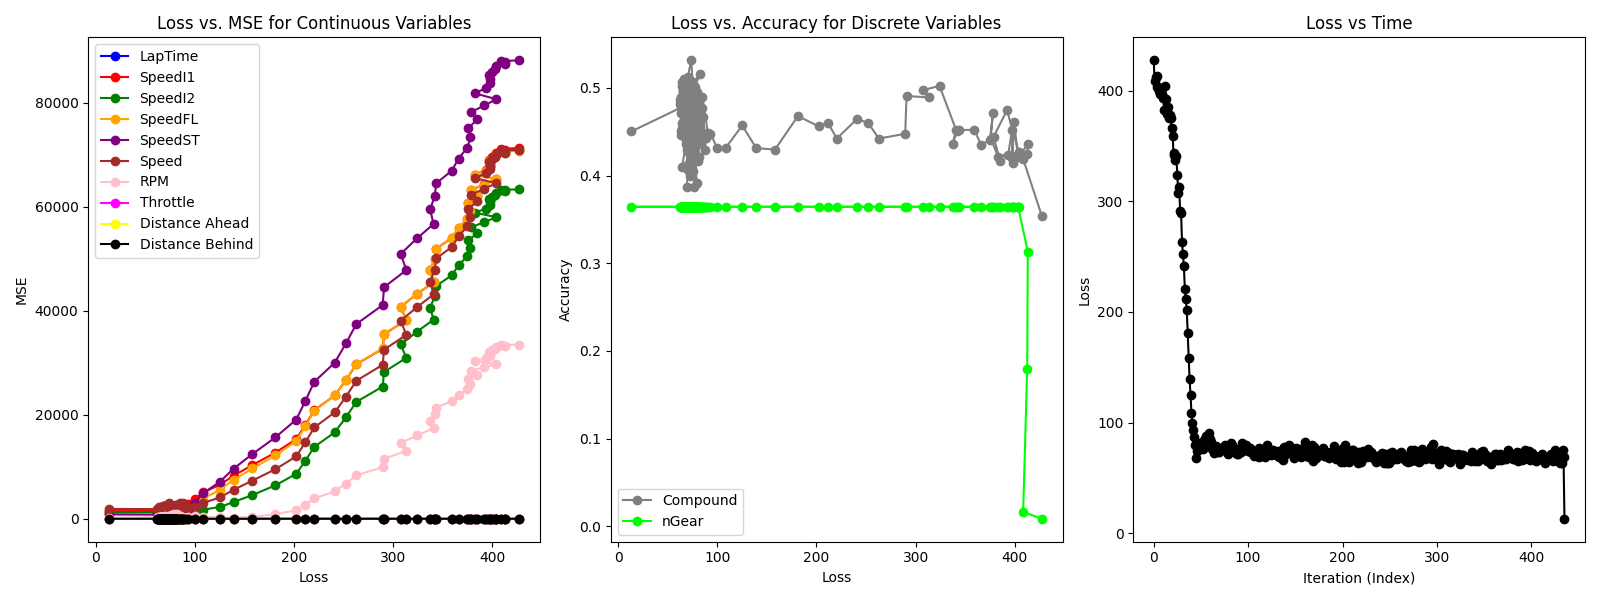 Loss vs. MSE for Continuous Variables
MSE
80000
60000
40000
20000
0
LapTime
SpeedI1
SpeedI2
SpeedFL
SpeedST
Speed
RPM
Throttle
Distance Ahead
Distance Behind
0 100 200 300 400
Loss
Loss vs. Accuracy for Discrete Variables
Accuracy
0.5
0.4
0.3
0.2
0.1
0.0
Compound
nGear
0 100 200 300 400
Loss
Loss vs Time
Loss
400
300
200
100
0
0 100 200 300 400
Iteration (Index)